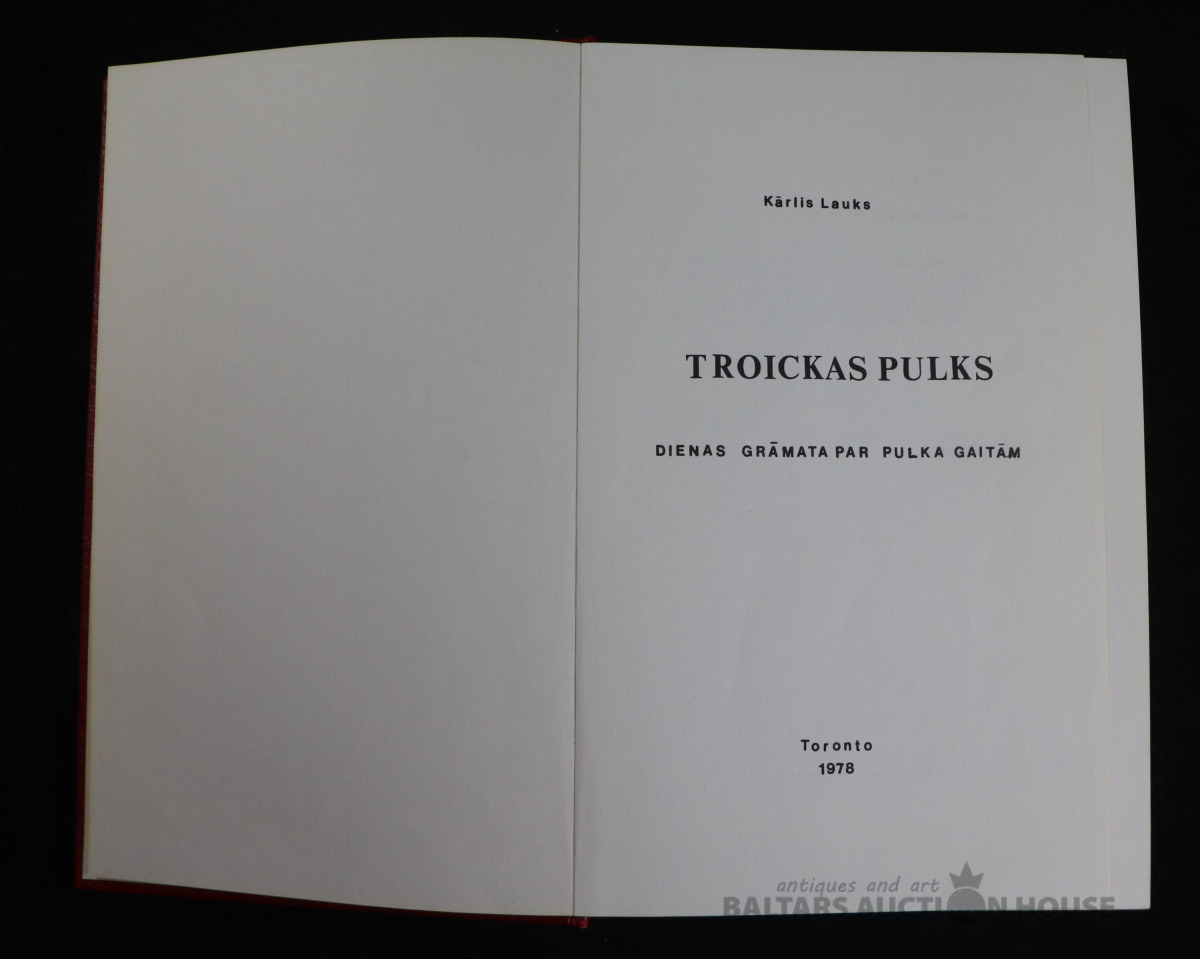 Kārlis Lauks
TROICKAS PULKS
DIENAS GRĀMATA PAR PULKA GAITĀM
Toronto
1978
antiques and art
BALTARS AUCTION HOUSE